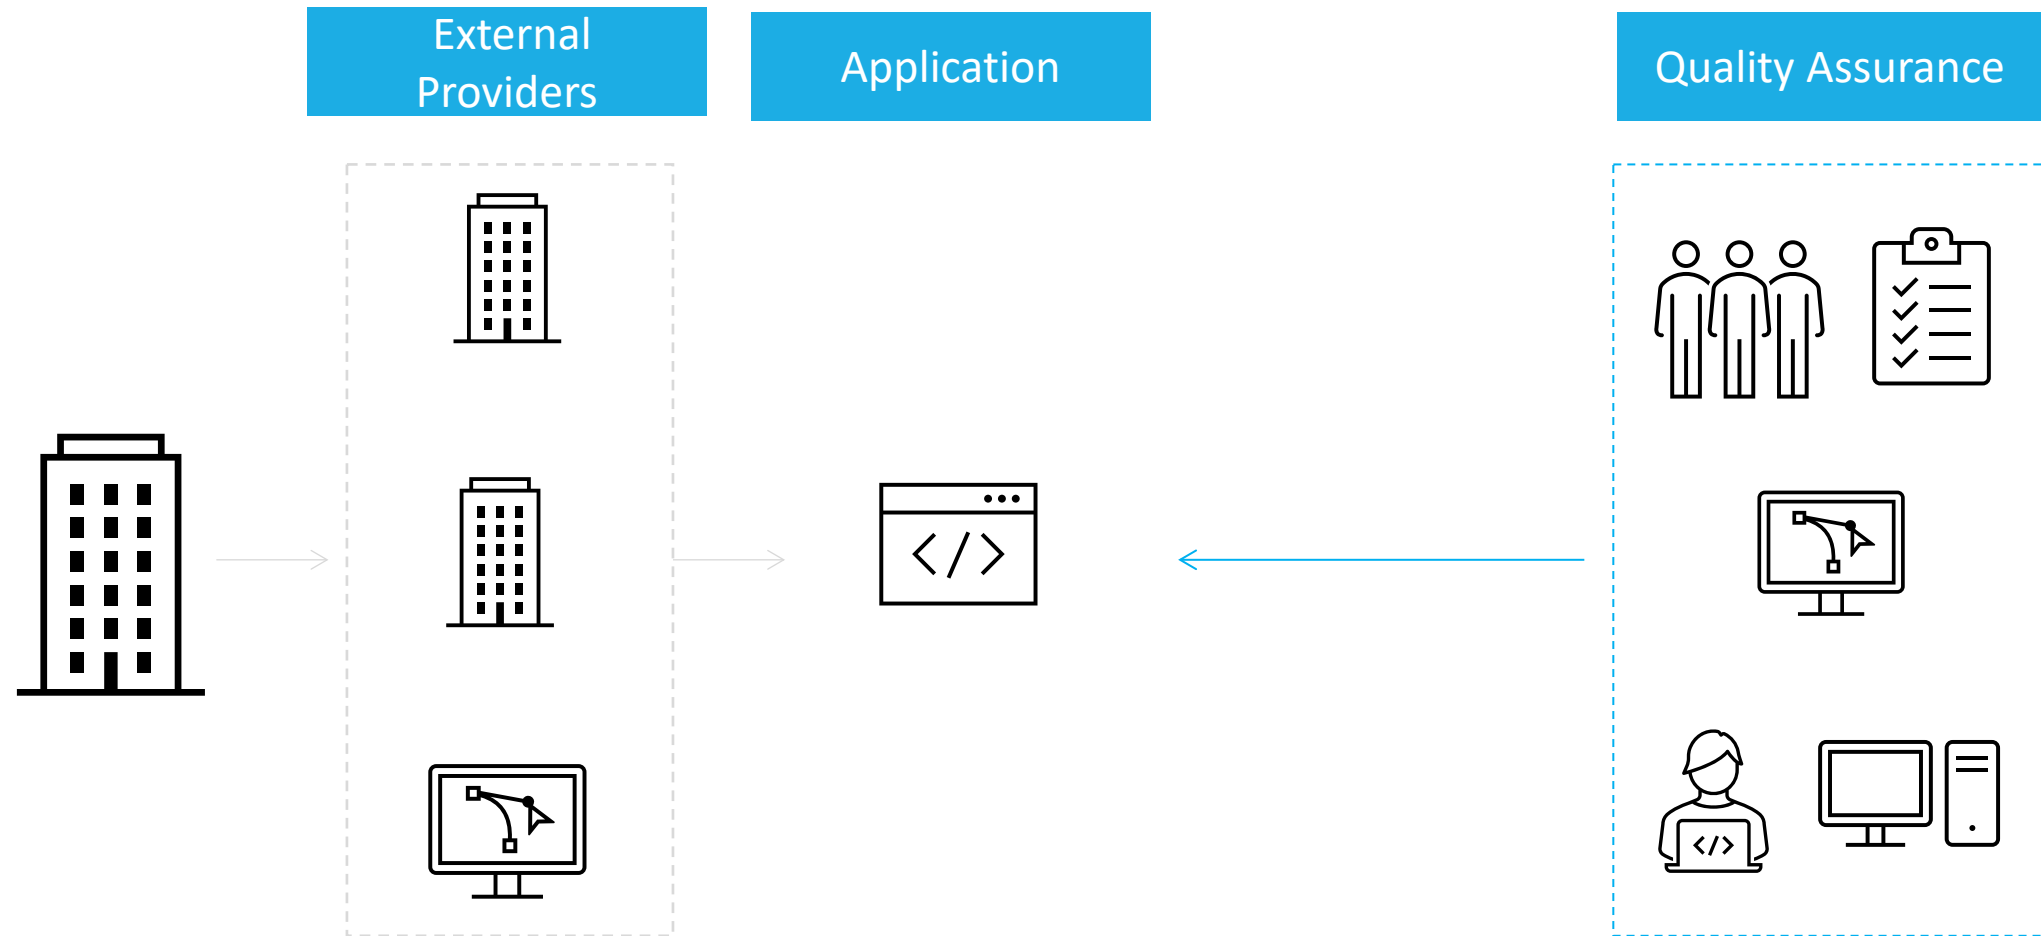 External
Providers
Application
Quality Assurance